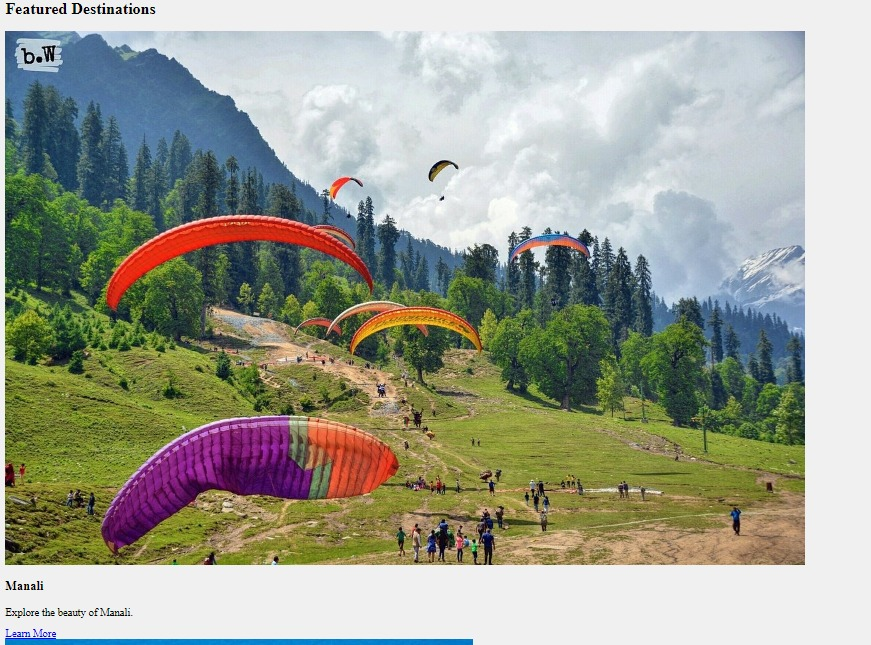 Featured Destinations
b.W
Manali
Explore the beauty of Manali.
Learn More